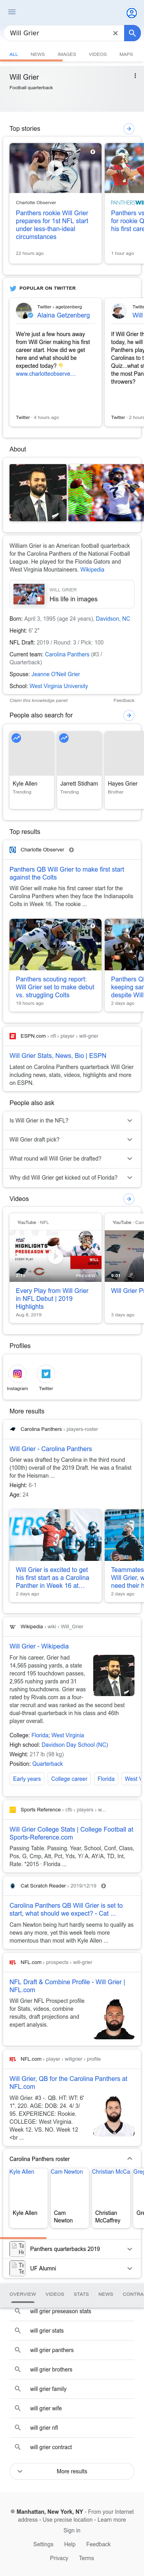 Will Grier
ALL NEWS IMAGES VIDEOS MAPS
Will Grier
Football quarterback
Top stories
Charlotte Observer
Panthers rookie Will Grier
prepares for 1st NFL start
under less-than-ideal
circumstances
22 hours ago
PANTHERSWI
Panthers vs
for rookie Q
his first care
1 hour ago
POPULAR ON TWITTER
Twitter › agetzenberg
Alaina Getzenberg
We're just a few hours away
from Will Grier making his first
career start. How did we get
here and what should be
expected today?
www.charlotteobserve...
Twitter · 4 hours ago
Twitte
Will
If Will Grier th
today, he will
Panthers play
Carolinas to t
Quiz...what st
the most Pan
throwers?
Twitter · 2 hours
About
William Grier is an American football quarterback
for the Carolina Panthers of the National Football
League. He played for the Florida Gators and
West Virginia Mountaineers. Wikipedia
WILL GRIER
His life in images
Born: April 3, 1995 (age 24 years), Davidson, NC
Height: 6' 2"
NFL Draft: 2019 / Round: 3 / Pick: 100
Current team: Carolina Panthers (#3 /
Quarterback)
Spouse: Jeanne O'Neil Grier
School: West Virginia University
Claim this knowledge panel Feedback
People also search for
Kyle Allen
Trending
Jarrett Stidham
Trending
Hayes Grier
Brother
Top results
Charlotte Observer
Panthers QB Will Grier to make first start
against the Colts
Will Grier will make his first career start for the
Carolina Panthers when they face the Indianapolis
Colts in Week 16. The rookie ...
Panthers scouting report:
Will Grier set to make debut
vs. struggling Colts
19 hours ago
Panthers Q
keeping sar
despite Will
2 days ago
ESPN.com › nfl › player › will-grier
Will Grier Stats, News, Bio | ESPN
Latest on Carolina Panthers quarterback Will Grier
including news, stats, videos, highlights and more
on ESPN.
People also ask
Is Will Grier in the NFL?
Will Grier draft pick?
What round will Will Grier be drafted?
Why did Will Grier get kicked out of Florida?
Videos
YouTube · NFL
HIGHLIGHTS
PRESEASON W
PREVIEW
Every Play from Will Grier
in NFL Debut | 2019
Highlights
Aug 8, 2019
YouTube · Car
Will Grier Pr
3 days ago
Profiles
Instagram
Twitter
More results
Carolina Panthers › players-roster
Will Grier - Carolina Panthers
Grier was drafted by Carolina in the third round
(100th overall) of the 2019 Draft. He was a finalist
for the Heisman ...
Height: 6-1
Age: 24
Will Grier is excited to get
his first start as a Carolina
Panther in Week 16 at...
2 days ago
Teammates
Will Grier, w
need their h
2 days ago
Wikipedia › wiki › Will_Grier
Will Grier - Wikipedia
For his career, Grier had
14,565 passing yards, a state
record 195 touchdown passes,
2,955 rushing yards and 31
rushing touchdowns. Grier was
rated by Rivals.com as a four-
star recruit and was ranked as the second best
dual-threat quarterback in his class and 46th
player overall.
College: Florida; West Virginia
High school: Davidson Day School (NC)
Weight: 217 lb (98 kg)
Position: Quarterback
Early years College career Florida West V
Sports Reference › cfb › players › w...
Will Grier College Stats | College Football at
Sports-Reference.com
Passing Table. Passing, Year, School, Conf, Class,
Pos, G, Cmp, Att, Pct, Yds, Y/A, AY/A, TD, Int,
Rate. *2015 · Florida ...
Cat Scratch Reader › 2019/12/19
Carolina Panthers QB Will Grier is set to
start, what should we expect? - Cat ...
Cam Newton being hurt hardly warrants any
news as our quality as
monotonous than most with Kyle Allen ...
NFL.com › prospects › will-grier
NFL Draft & Combine Profile - Will Grier |
NFL.com
Will Grier NFL Prospect profile
for Stats, videos, combine
results, draft projections and
expert analysis.
NFL.com › player › willgrier › profile
Will Grier, QB for the Carolina Panthers at
NFL.com
Will Grier. #3 -. QB. HT: WT: 6'
1". 220. AGE: DOB: 24. 4/3/
95. EXPERIENCE: Rookie.
COLLEGE: West Virginia.
Week 12. VS. NO. Week 12
<br ...
Carolina Panthers roster
Kyle Allen Cam Newton Christian McCa Greg
Kyle Allen
Cam
Newton
Christian
McCaffrey
Gre
Panthers quarterbacks 2019
UF Alumni
OVERVIEW VIDEOS STATS NEWS CONTRA
will grier preseason stats
will grier stats
will grier panthers
will grier brothers
will grier family
will grier wife
will grier nfl
will grier contract
More results
Manhattan, New York, NY - From your Internet
address - Use precise location - Learn more
Sign in
Settings Help Feedback
Privacy Terms